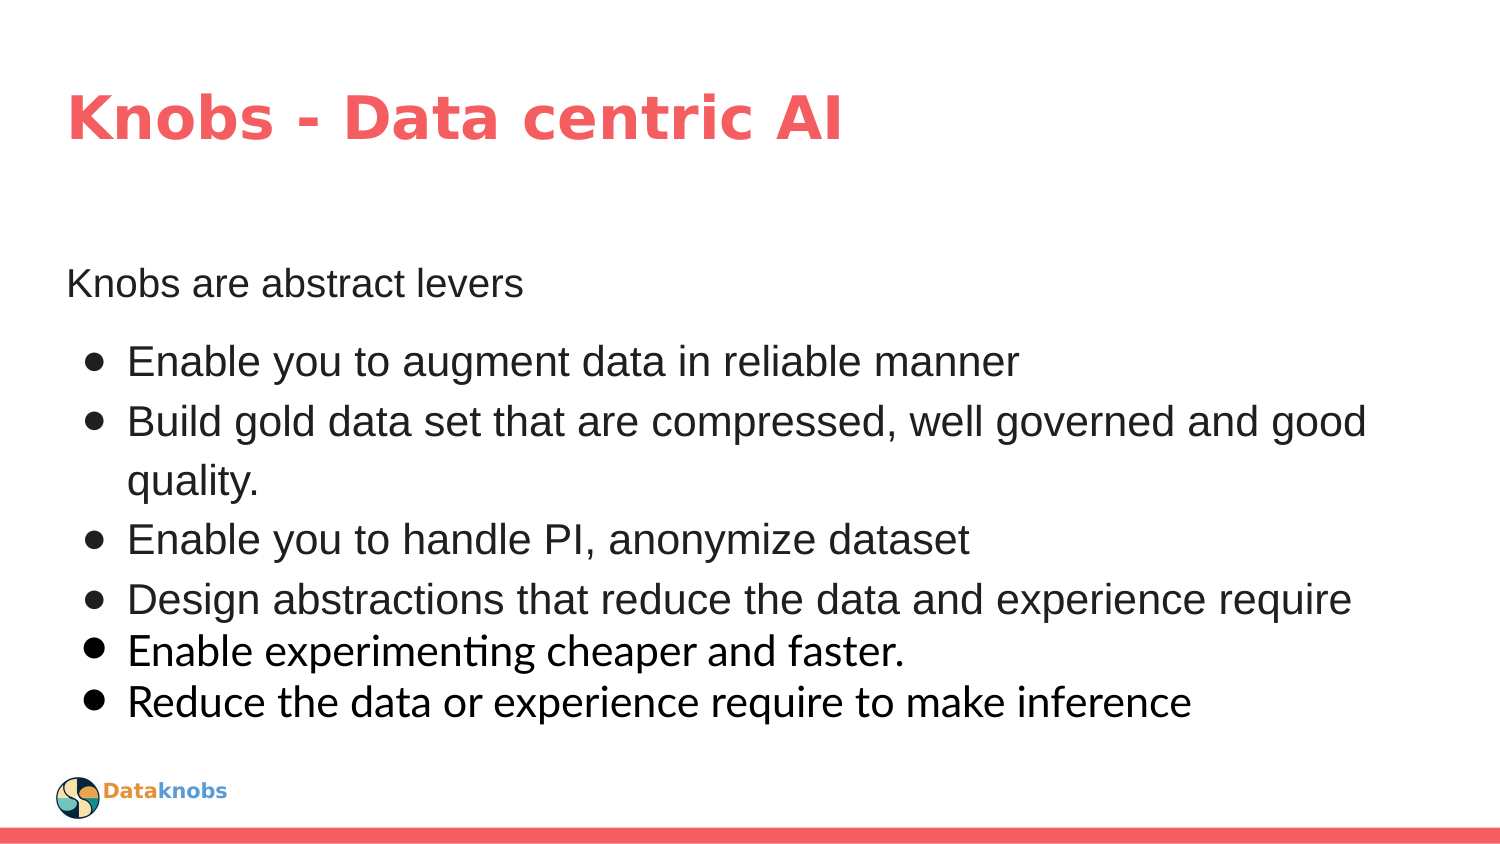 Knobs - Data centric AI
Knobs are abstract levers
● Enable you to augment data in reliable manner
● Build gold data set that are compressed, well governed and good
quality.
● Enable you to handle PI, anonymize dataset
● Design abstractions that reduce the data and experience require
● Enable experimenting cheaper and faster.
● Reduce the data or experience require to make inference
Dataknobs